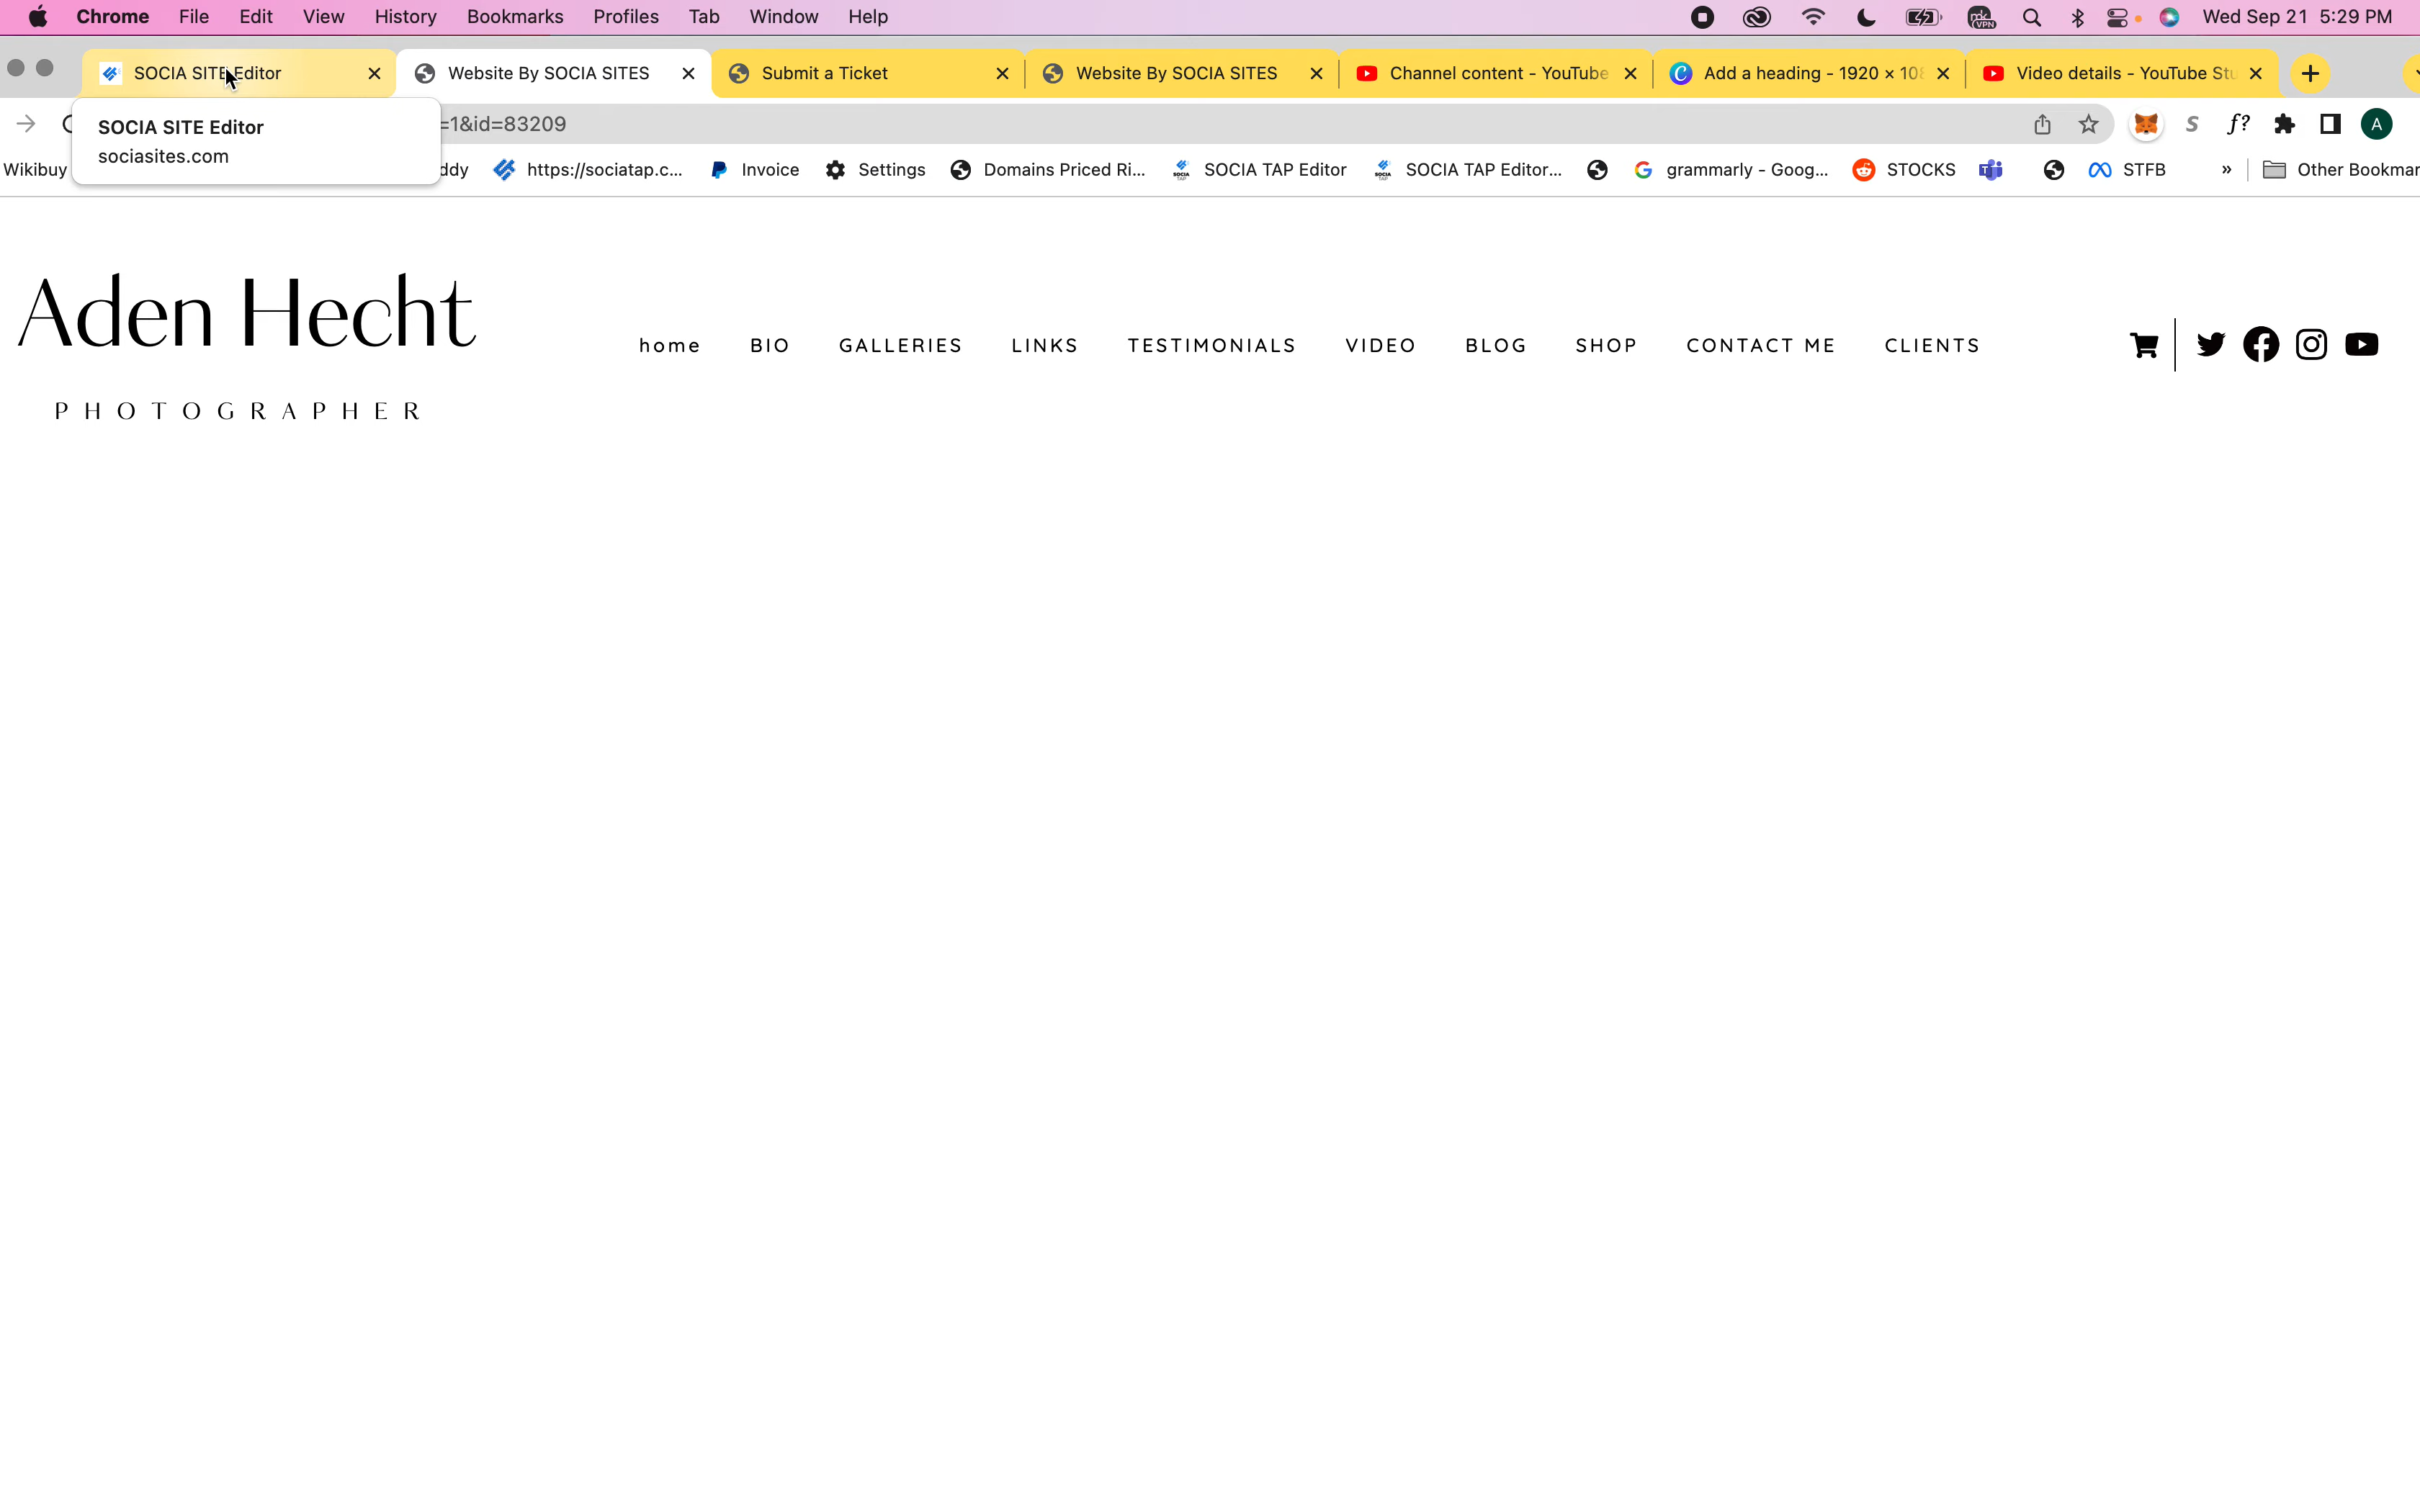 Chrome File Edit View History Bookmarks Profiles Tab Window Help Wed Sep 21 5:29 PM
SOCIA SITE Editor Website By SOCIA SITES Submit a Ticket Website By SOCIA SITES Channel content - YouTube Add a heading - 1920 × 108 Video details - YouTube Stu
SOCIA SITE Editor
sociasites.com
=1&id=83209 A
Wikibuy ddy https://sociatap.c... Invoice Settings Domains Priced Ri... SOCIA TAP Editor SOCIA TAP Editor... grammarly - Goog... STOCKS STFB » Other Bookmar
Aden Hecht
PHOTOGRAPHER
home BIO GALLERIES LINKS TESTIMONIALS VIDEO BLOG SHOP CONTACT ME CLIENTS